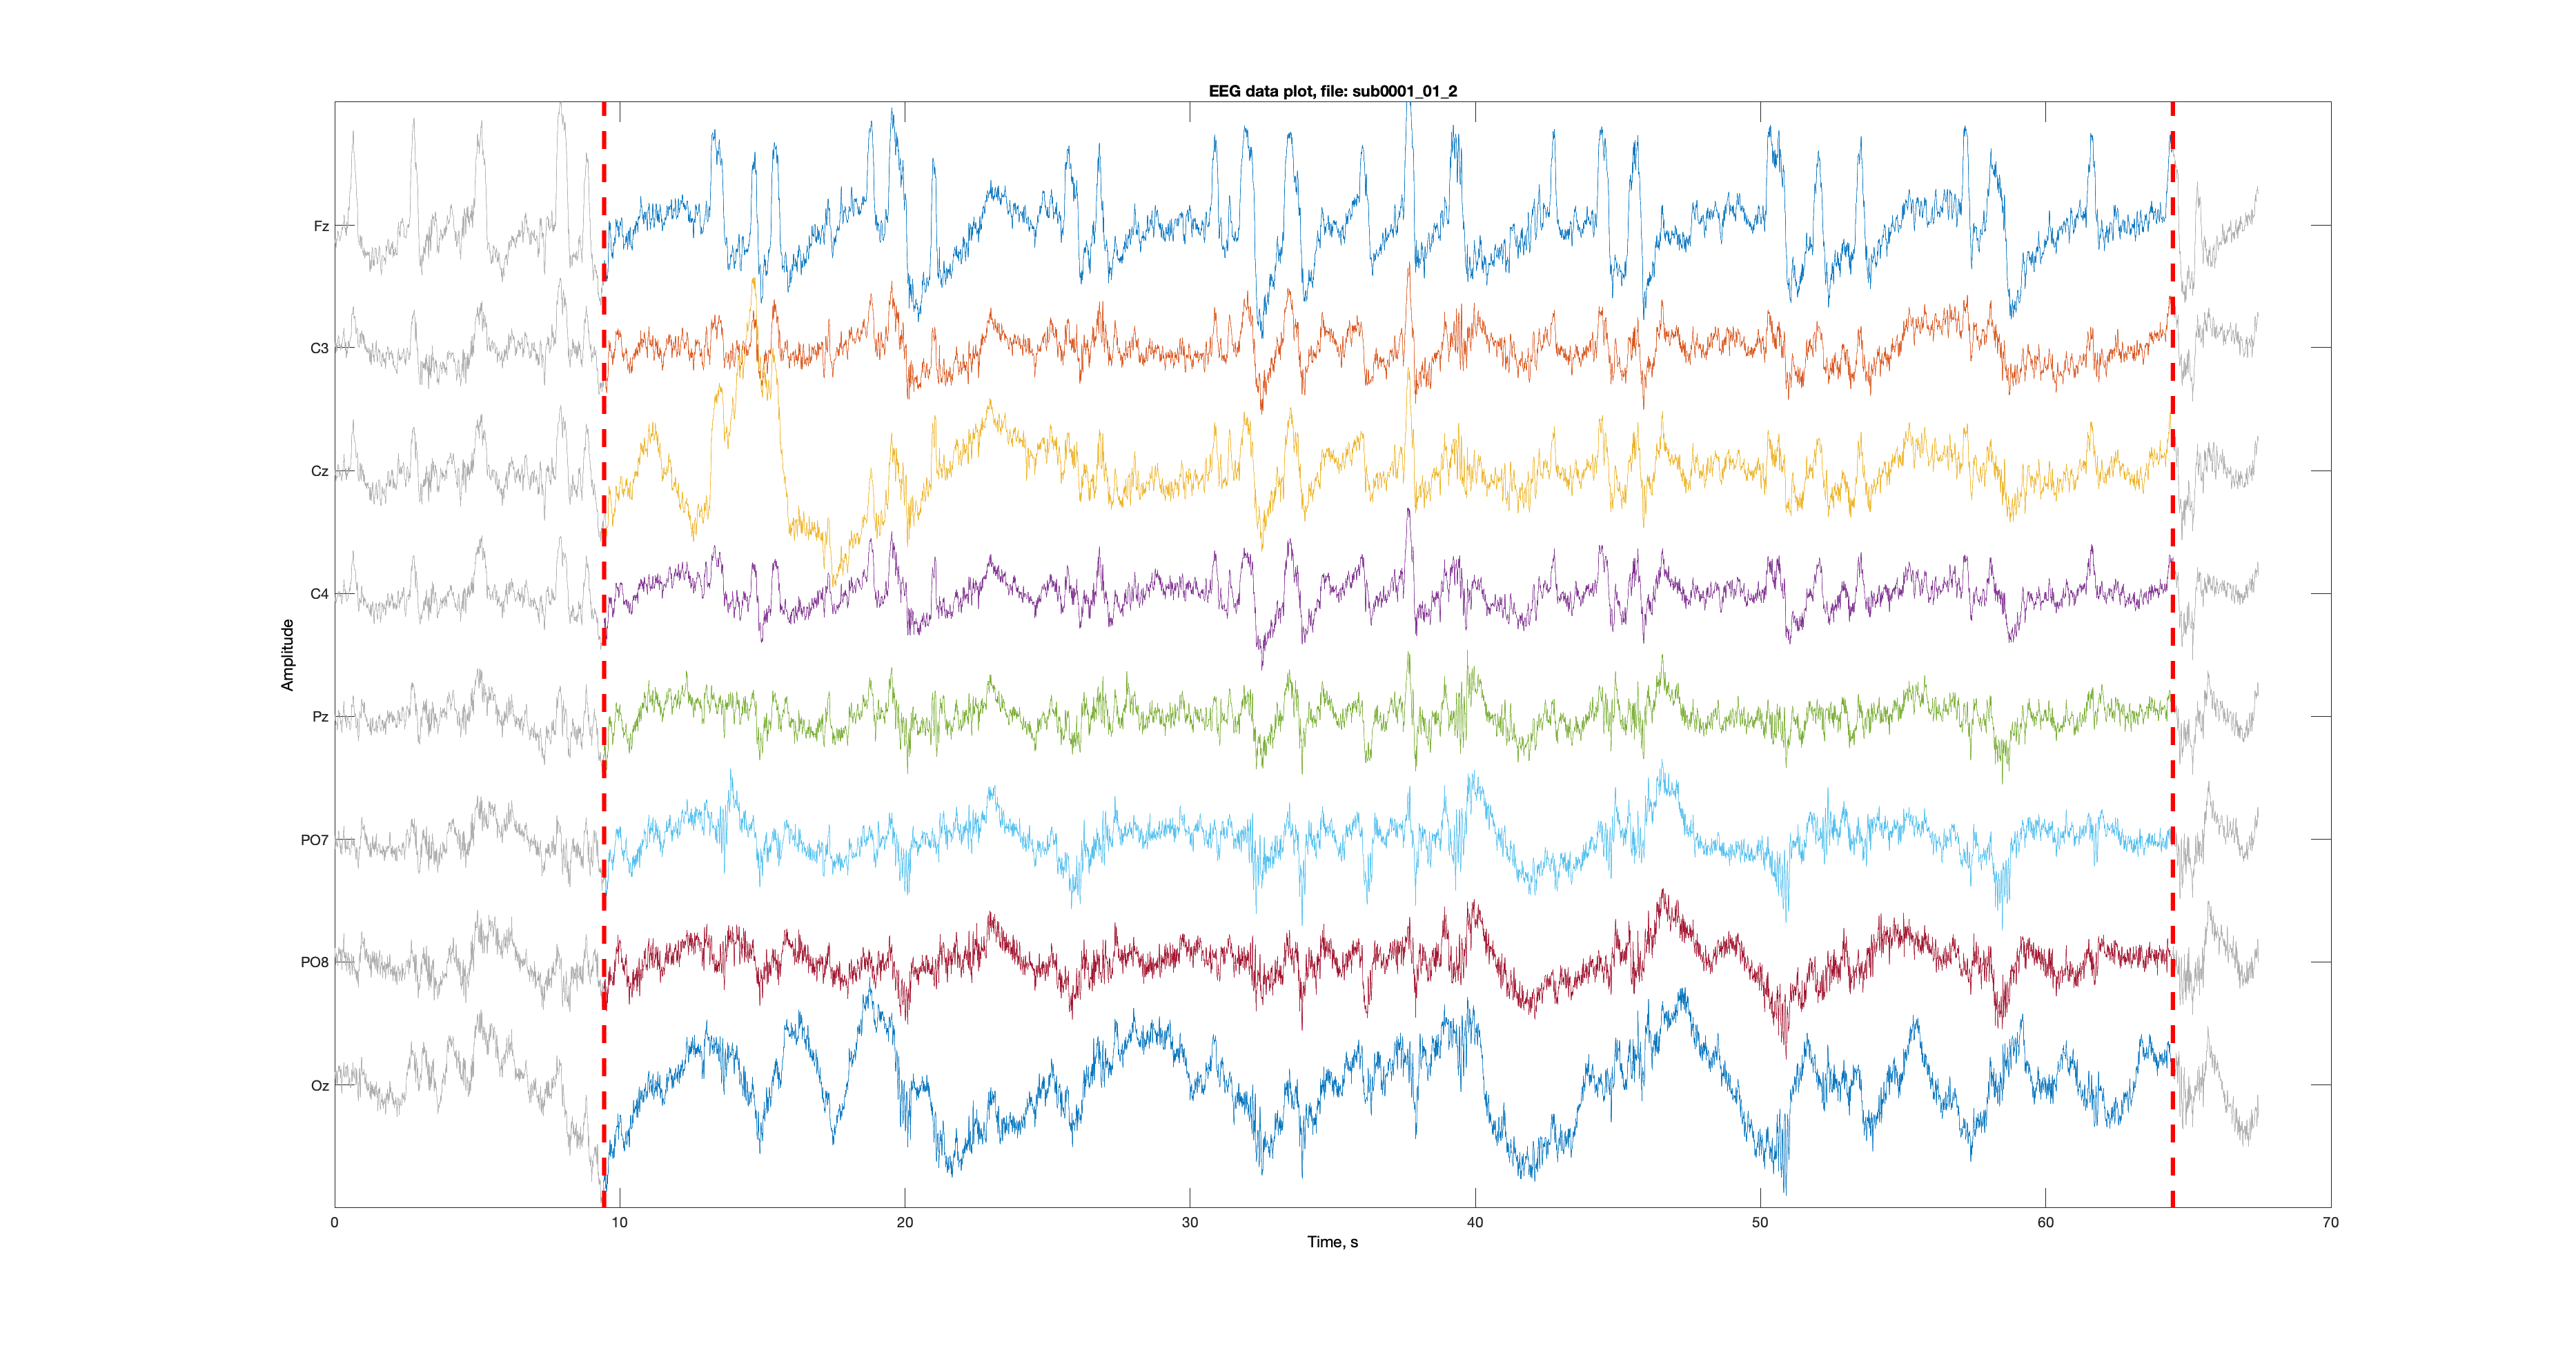 EEG data plot, file: sub0001_01_2
Fz
C3
Cz
C4
Pz
PO7
PO8
Oz
Amplitude
0 10 20 30 40 50 60 70
Time, s